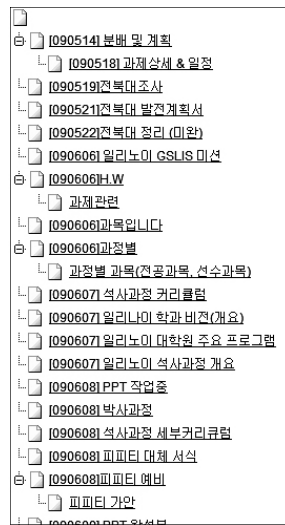 [090514] 분배 및 계획
[090518] 과제상세 & 일정
[090519]전북대조사
[090521]전북대 발전계획서
[090522]전북대 정리 (미완)
[090606] 일리노이 GSLIS 미션
[090606]H.W
과제관련
[090606]과목입니다
[090606]과정별
과정별 과목(전공과목, 선수과목)
[090607] 석사과정 커리큘럼
[090607] 일리나이 학과 비전(개요)
[090607] 일리노이 대학원 주요 프로그램
[090607] 일리노이 석사과정 개요
[090608] PPT 작업중
[090608] 박사과정
[090608] 석사과정 세부커리큐럼
[090608] 피피티 대체 서식
[090608]피피티 예비
피피티 가안